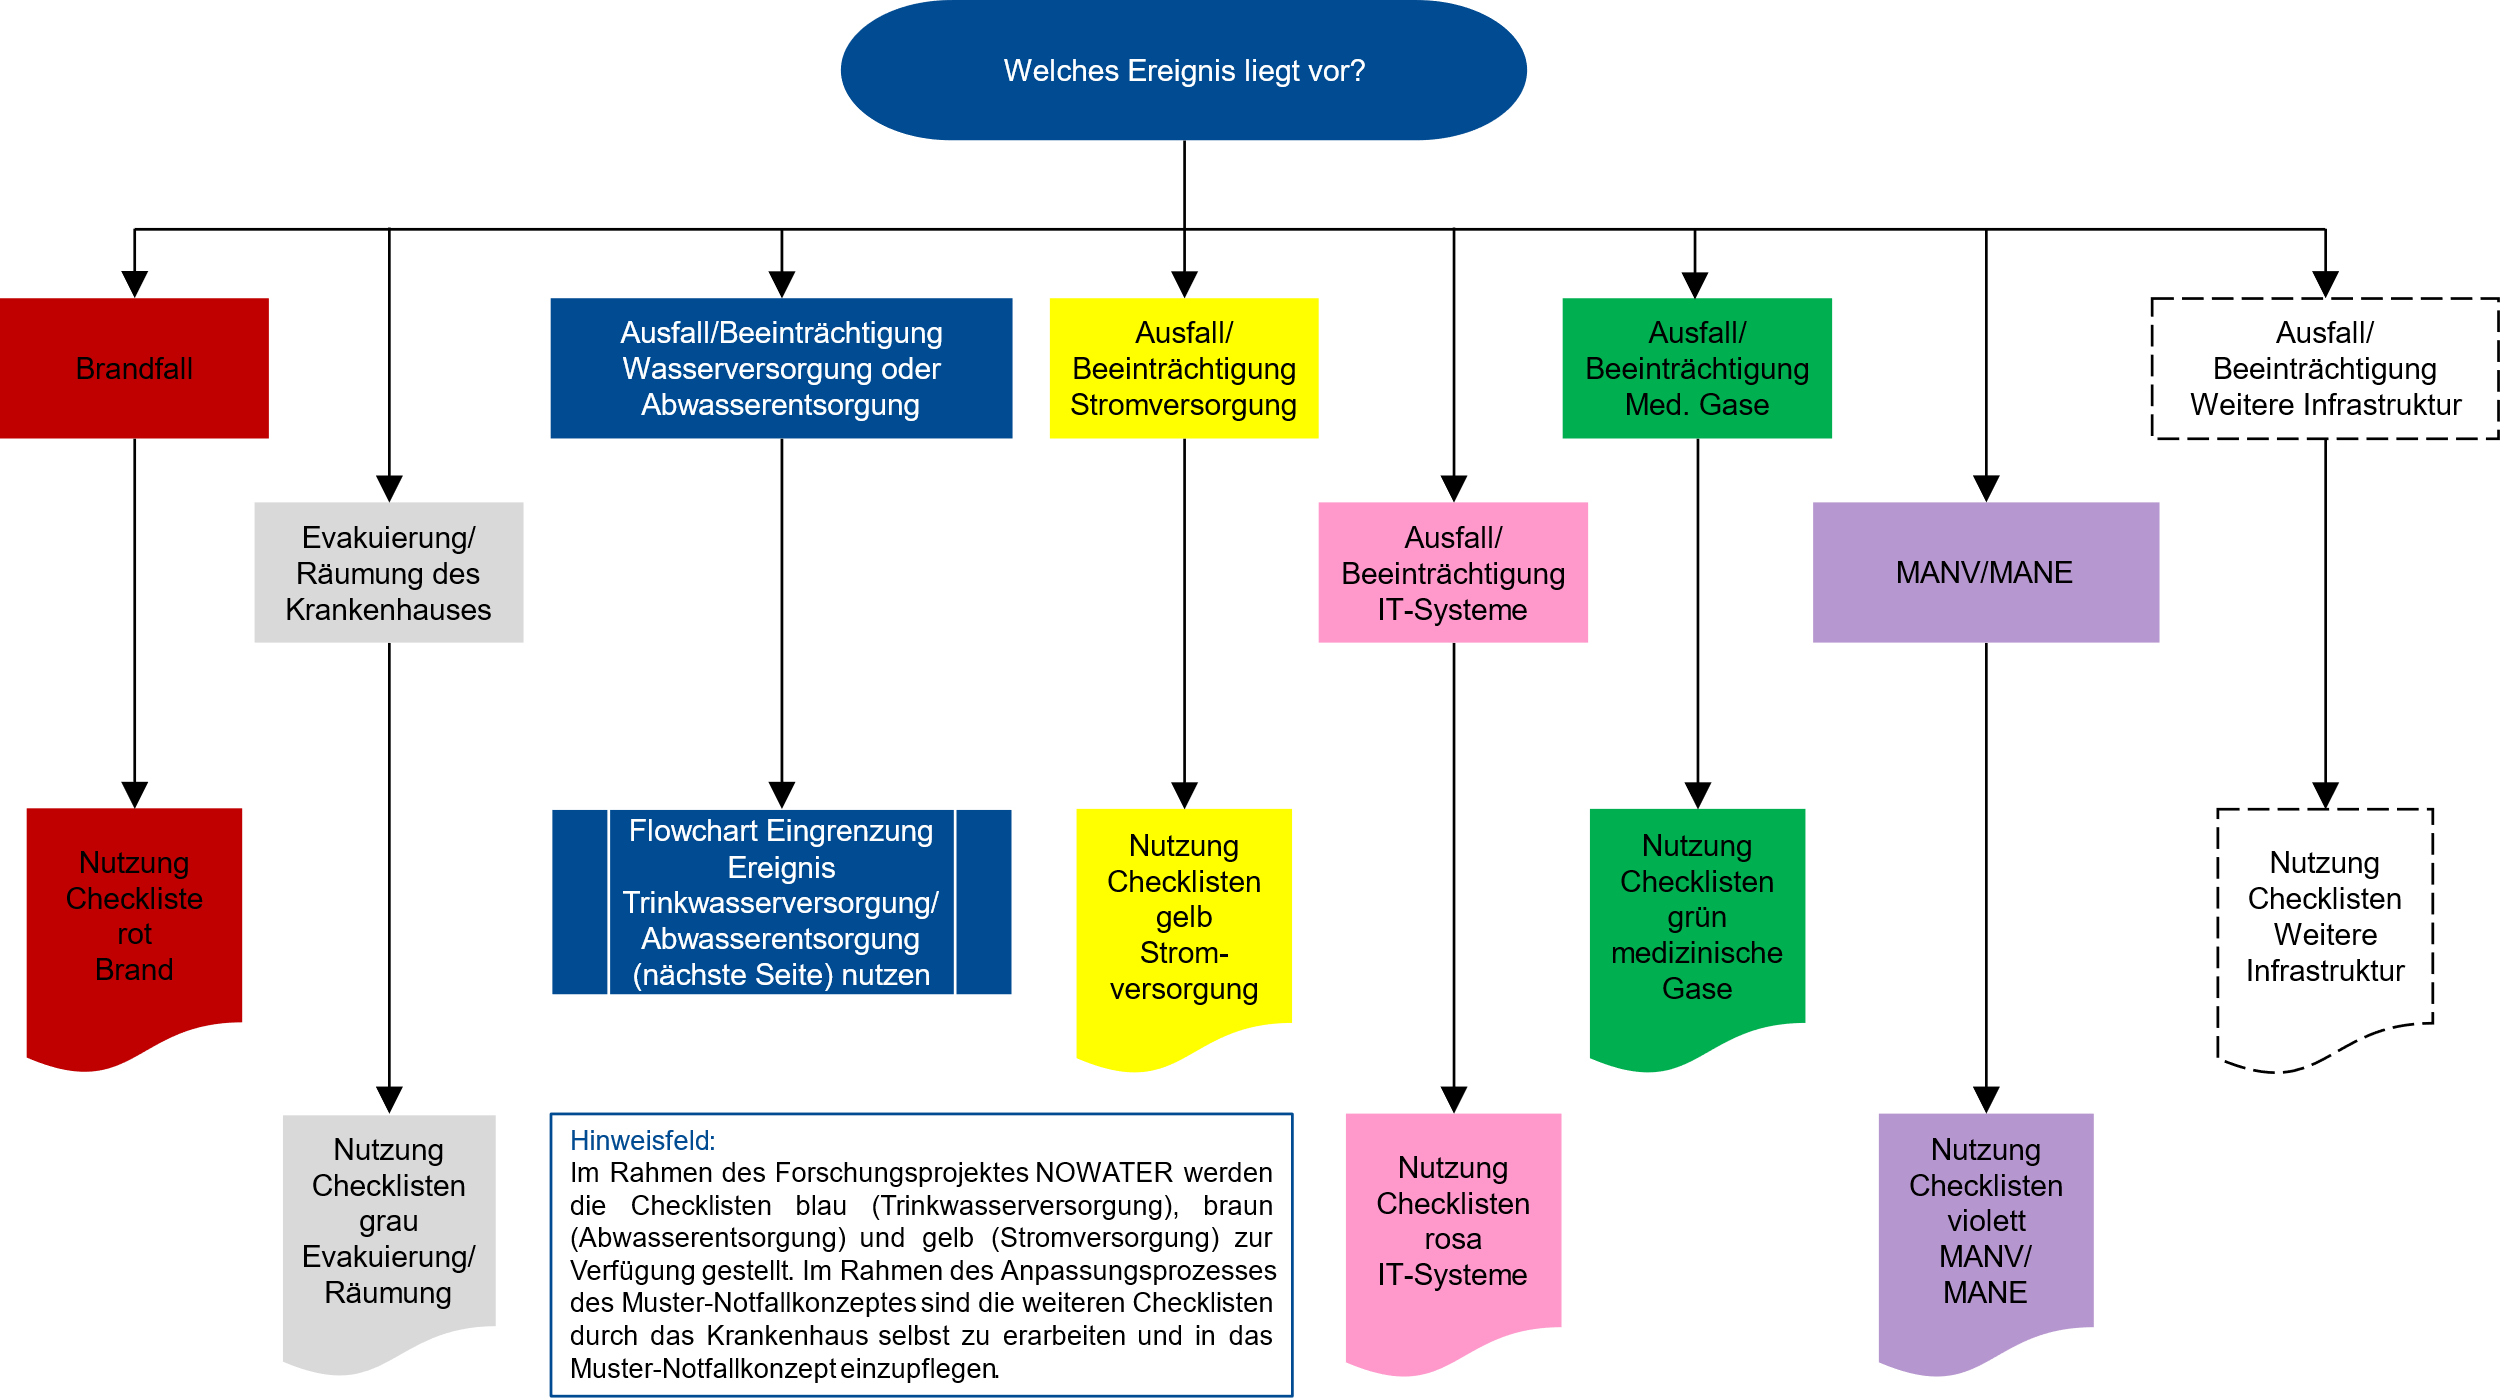 Welches Ereignis liegt vor?
Brandfall
Ausfall/Beeinträchtigung
Wasserversorgung oder
Abwasserentsorgung
Ausfall/
Beeinträchtigung
Stromversorgung
Ausfall/
Beeinträchtigung
Med. Gase
Ausfall/
Beeinträchtigung
Weitere Infrastruktur
Evakuierung/
Räumung des
Krankenhauses
Ausfall/
Beeinträchtigung
IT-Systeme
MANV/MANE
Nutzung
Checkliste
rot
Brand
Flowchart Eingrenzung
Ereignis
Trinkwasserversorgung/
Abwasserentsorgung
(nächste Seite) nutzen
Nutzung
Checklisten
gelb
Strom-
versorgung
Nutzung
Checklisten
grün
medizinische
Gase
Nutzung
Checklisten
Weitere
Infrastruktur
Nutzung
Checklisten
grau
Evakuierung/
Räumung
Hinweisfeld:
Im Rahmen des Forschungsprojektes NOWATER werden
die Checklisten blau (Trinkwasserversorgung), braun
(Abwasserentsorgung) und gelb (Stromversorgung) zur
Verfügung gestellt. Im Rahmen des Anpassungsprozesses
des Muster-Notfallkonzeptes sind die weiteren Checklisten
durch das Krankenhaus selbst zu erarbeiten und in das
Muster-Notfallkonzept einzupflegen.
Nutzung
Checklisten
rosa
IT-Systeme
Nutzung
Checklisten
violett
MANV/
MANE